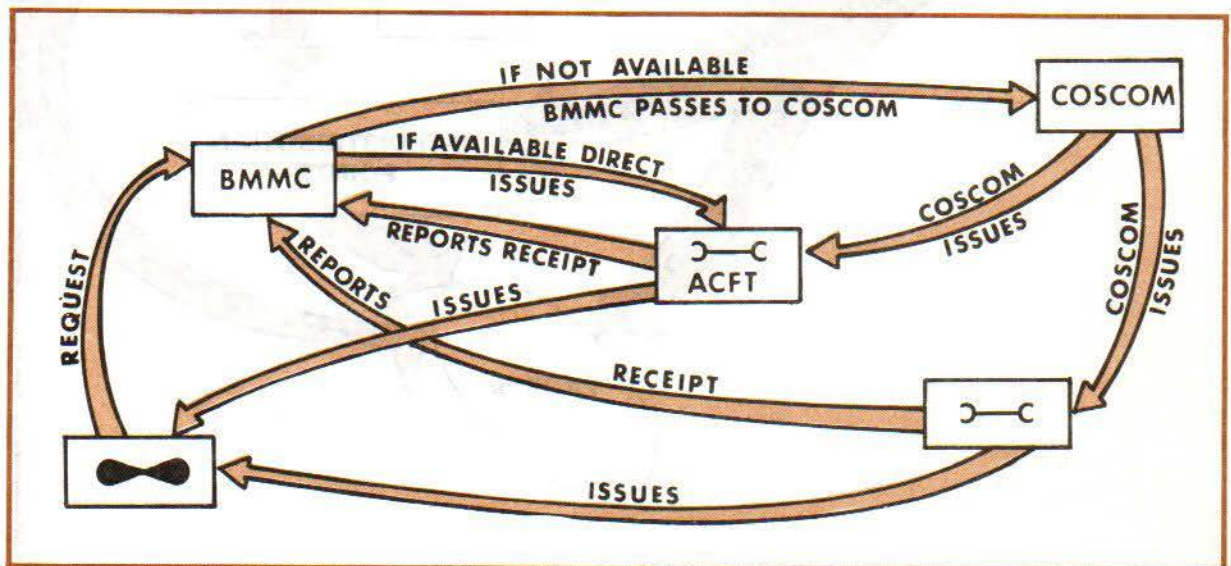 IF NOT AVAILABLE
BMMC PASSES TO COSCOM
COSCOM
IF AVAILABLE DIRECT
ISSUES
BMMC
REPORTS RECEIPT
ACFT
COSCOM
ISSUES
COSCOM
ISSUES
REQUEST
REPORTS
RECEIPT
ISSUES
ISSUES